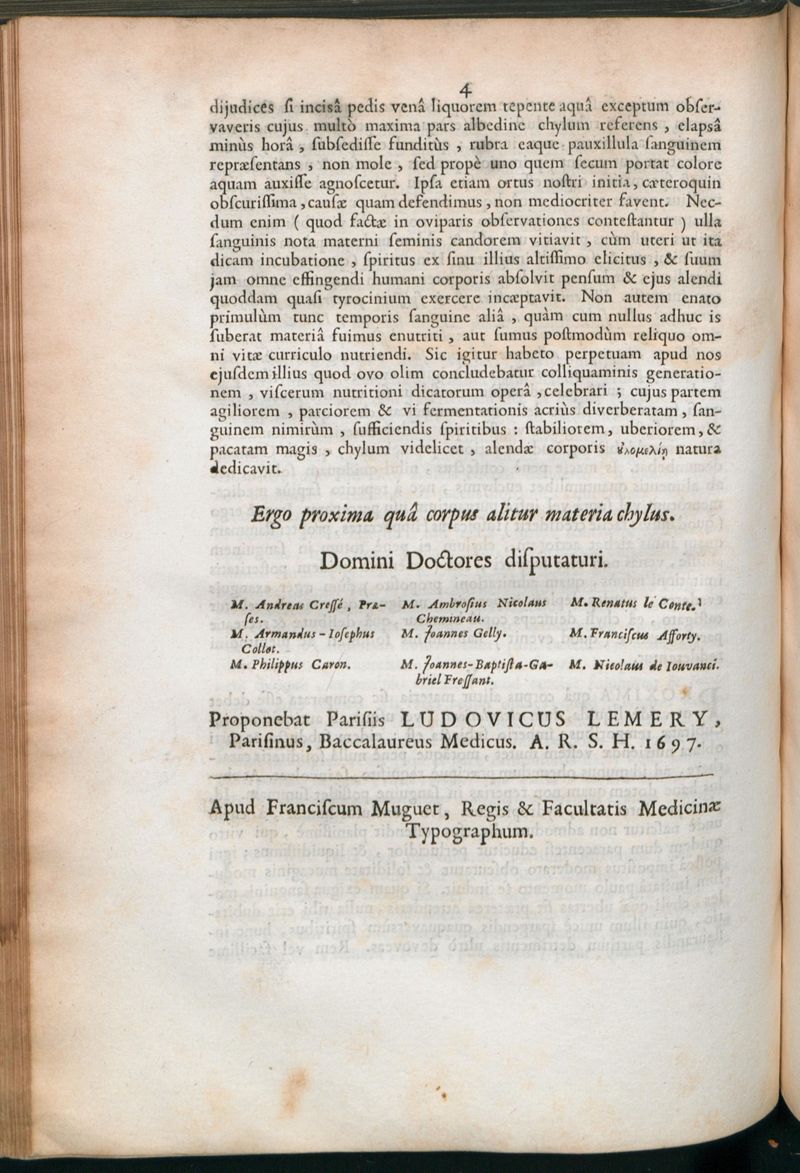 4
dijudices ſi inciſâ pedis venâ liquorem tepente aquâ exceptum obſer-
vaveris cujus multò maxima pars albedine chylum referens, elapſâ
minùs horâ, ſubſediſſe funditùs, rubra eaque pauxillula ſanguinem
repræſentans, non mole, ſed propè uno quem ſecum portat colore
aquam auxiſſe agnoſcetur. Ipſa etiam ortus noſtri initia, cæteroquin
obſcuriſſima, cauſæ quam defendimus, non mediocriter favent. Nec-
dum enim ( quod factæ in oviparis obſervationes conteſtantur ) ulla
ſanguinis nota materni ſeminis candorem vitiavit, cùm uteri ut ita
dicam incubatione, ſpiritus ex ſinu illius altiſſimo elicitus, & ſuum
jam omne effingendi humani corporis abſolvit penſum & ejus alendi
quoddam quaſi tyrocinium exercere incæptavit. Non autem enato
primulùm tunc temporis ſanguine aliâ, quàm cum nullus adhuc is
ſuberat materiâ fuimus enutriti, aut ſumus poſtmodùm reliquo om-
ni vitæ curriculo nutriendi. Sic igitur habeto perpetuam apud nos
ejuſdem illius quod ovo olim concludebatur colliquaminis generatio-
nem, viſcerum nutritioni dicatorum operâ, celebrari ; cujus partem
agiliorem, parciorem & vi fermentationis acriùs diverberatam, ſan-
guinem nimirùm, ſufficiendis ſpiritibus : ſtabiliorem, uberiorem, &
pacatam magis, chylum videlicet, alendæ corporis natura
dedicavit.
Ergo proxima quâ corpus alitur materia chylus.
Domini Doctores diſputaturi.
M. Andreas Creſſé, Præ-
ſes.
M. Armandus-Ioſephus
Collot.
M. Philippus Caron.
M. Ambroſius Nicolaus
Chemineau.
M. Joannes Gelly.
M. Joannes-Baptiſta-Ga-
briel Freſſant.
M. Renatus le Conte.
M. Franciſcus Afforty.
M. Nicolaus de Iouvanci.
Proponebat Pariſiis LUDOVICUS LEMERY,
Pariſinus, Baccalaureus Medicus. A. R. S. H. 1697.
Apud Franciſcum Muguet, Regis & Facultatis Medicinæ
Typographum.